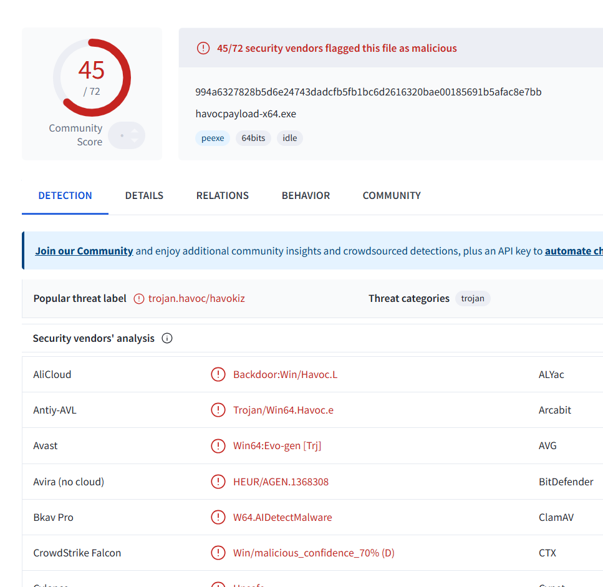 45
/ 72
Community
Score
45/72 security vendors flagged this file as malicious
994a6327828b5d6e24743dadcfb5fb1bc6d2616320bae00185691b5afac8e7bb
havocpayload-x64.exe
peexe 64bits idle
DETECTION DETAILS RELATIONS BEHAVIOR COMMUNITY
Join our Community and enjoy additional community insights and crowdsourced detections, plus an API key to automate ch
Popular threat label trojan.havoc/havokiz Threat categories trojan
Security vendors' analysis
AliCloud Backdoor:Win/Havoc.L ALYac
Antiy-AVL Trojan/Win64.Havoc.e Arcabit
Avast Win64:Evo-gen [Trj] AVG
Avira (no cloud) HEUR/AGEN.1368308 BitDefender
Bkav Pro W64.AIDetectMalware ClamAV
CrowdStrike Falcon Win/malicious_confidence_70% (D) CTX